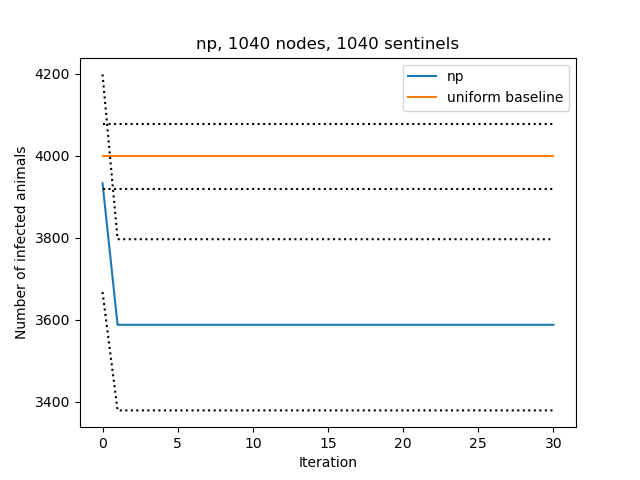 np, 1040 nodes, 1040 sentinels
np
uniform baseline
Number of infected animals
4200
4000
3800
3600
3400
0 5 10 15 20 25 30
Iteration